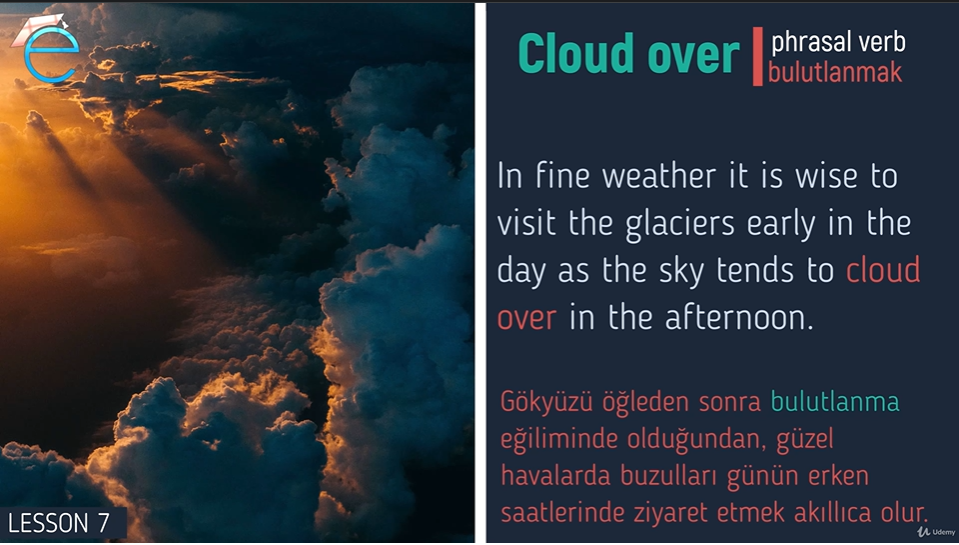 Cloud over
phrasal verb
bulutlanmak
In fine weather it is wise to
visit the glaciers early in the
day as the sky tends to cloud
over in the afternoon.
Gökyüzü öğleden sonra bulutlanma
eğiliminde olduğundan, güzel
havalarda buzulları günün erken
saatlerinde ziyaret etmek akıllıca olur.
LESSON 7
Udemy